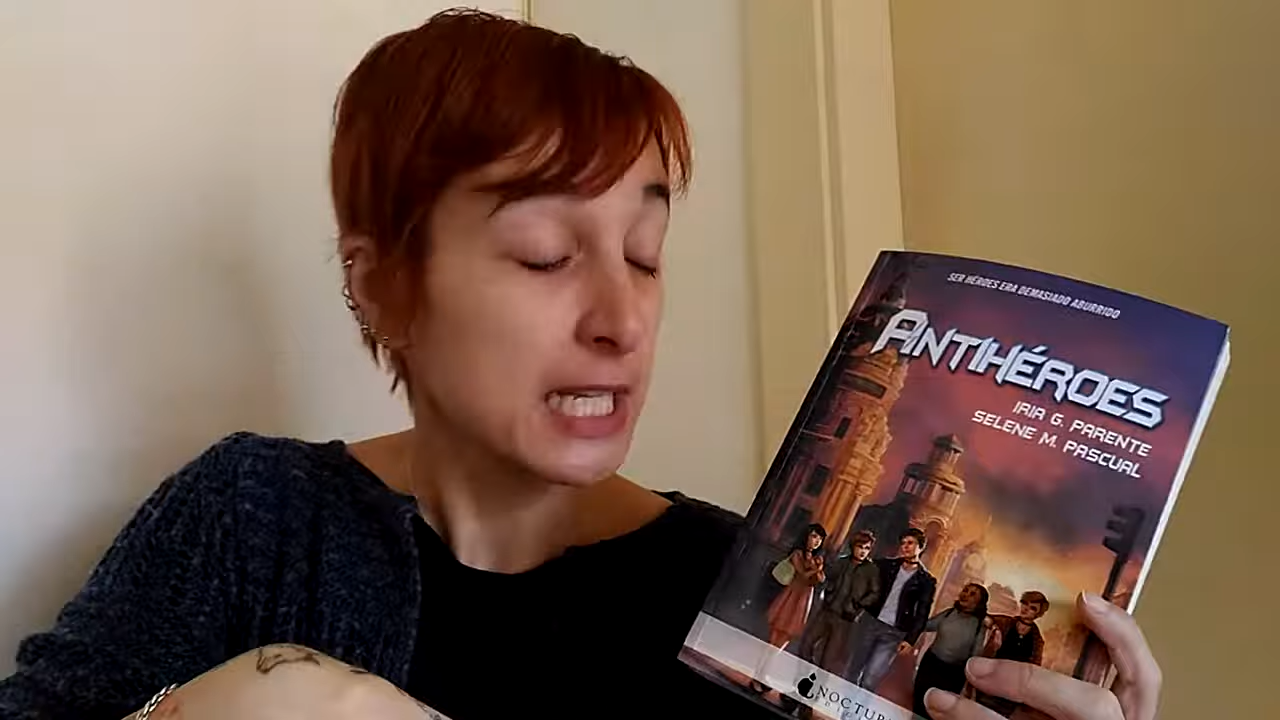 SER HÉROES ERA DEMASIADO ABURRIDO
ANTIHÉROES
IRIA G. PARENTE
SELENE M. PASCUAL